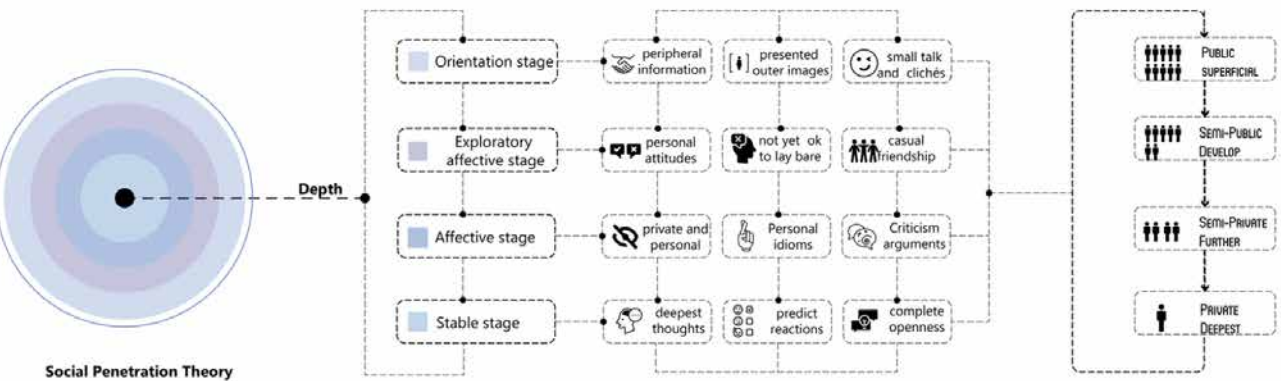 Depth
Social Penetration Theory
Orientation stage
peripheral
information
presented
outer images
small talk
and clichés
Exploratory
affective stage
personal
attitudes
not yet ok
to lay bare
casual
friendship
Affective stage
private and
personal
Personal
idioms
Criticism
arguments
Stable stage
deepest
thoughts
predict
reactions
complete
openness
Public
superficial
Semi-Public
Develop
Semi-Private
Further
Private
Deepest